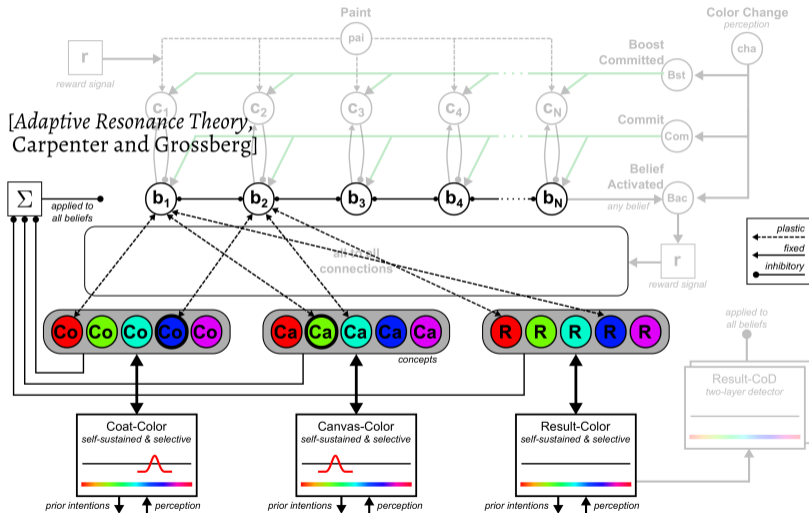 Paint
Color Change
perception
pai
cha
r
reward signal
Boost
Committed
Bst
c1 c2 c3 c4 cN
[Adaptive Resonance Theory,
Carpenter and Grossberg]
Commit
Com
Belief
Activated
any belief
Bac
Σ
applied to
all beliefs
b1 b2 b3 b4 bN
plastic
fixed
inhibitory
all to all
connections
r
reward signal
Co Co Co Co Co
Ca Ca Ca Ca Ca
R R R R R
concepts
applied to
all beliefs
Result-CoD
two-layer detector
Coat-Color
self-sustained & selective
Canvas-Color
self-sustained & selective
Result-Color
self-sustained & selective
prior intentions perception
prior intentions perception
prior intentions perception